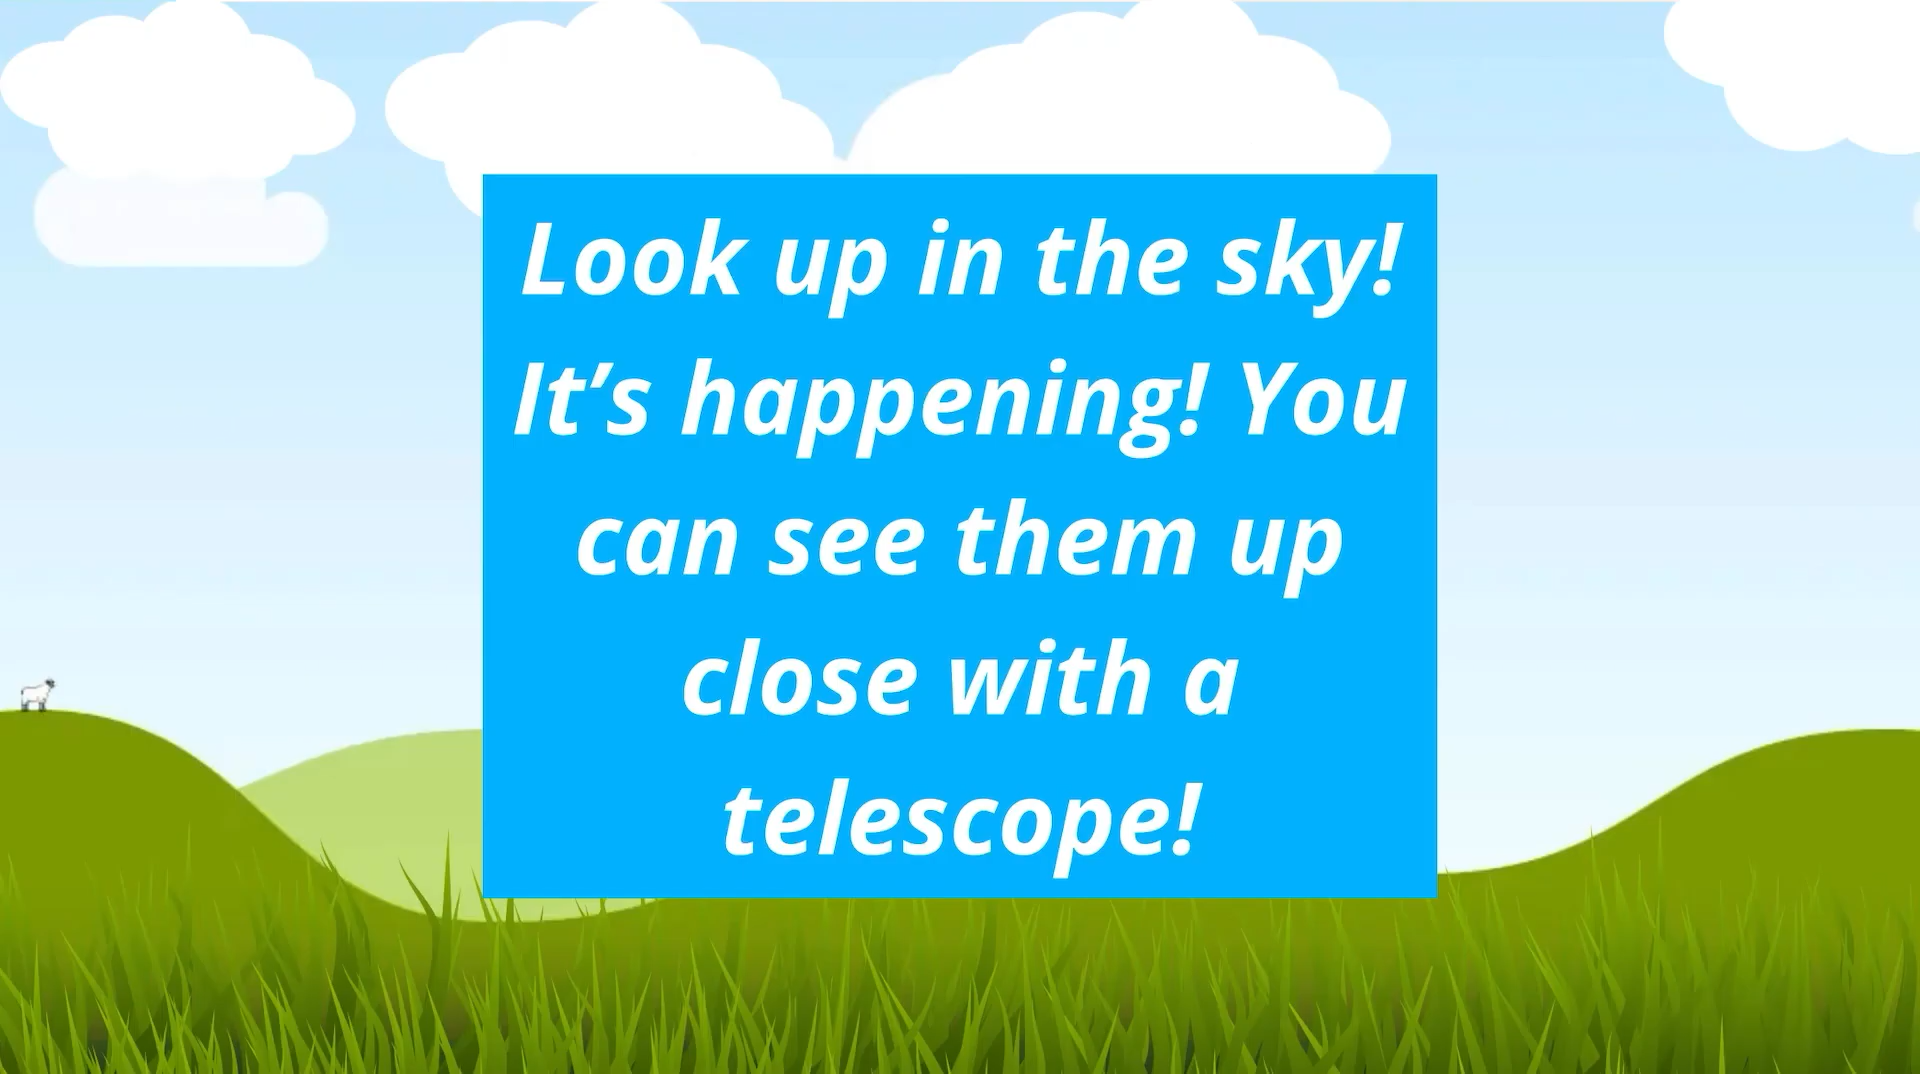 Look up in the sky!
It’s happening! You
can see them up
close with a
telescope!